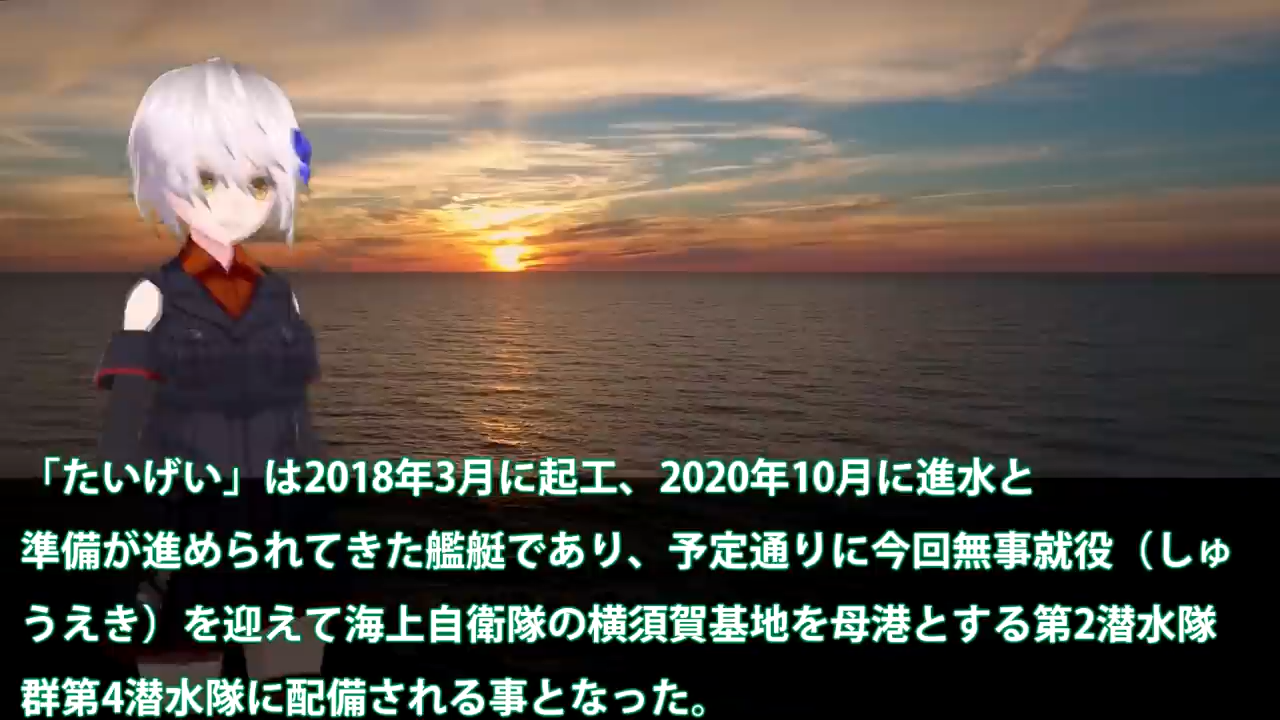 「たいげい」は2018年3月に起工、2020年10月に進水と
準備が進められてきた艦艇であり、予定通りに今回無事就役（しゅ
うえき）を迎えて海上自衛隊の横須賀基地を母港とする第2潜水隊
群第4潜水隊に配備される事となった。